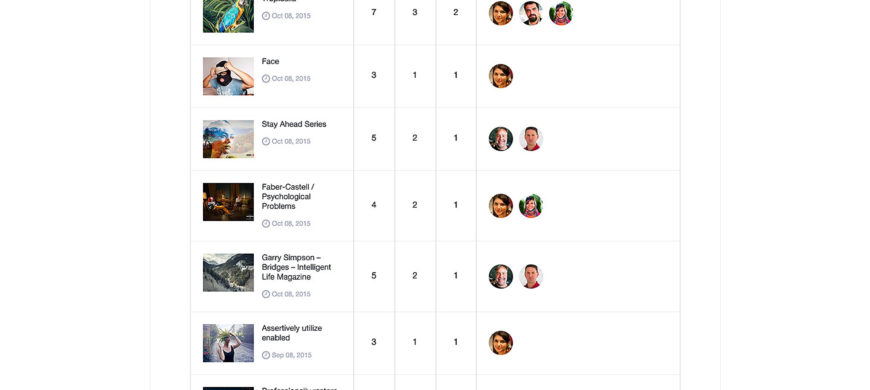 Oct 08, 2015
7 3 2
Face
Oct 08, 2015
3 1 1
Stay Ahead Series
Oct 08, 2015
5 2 1
Faber-Castell /
Psychological
Problems
Oct 08, 2015
4 2 1
Garry Simpson –
Bridges – Intelligent
Life Magazine
Oct 08, 2015
5 2 1
Assertively utilize
enabled
Sep 08, 2015
3 1 1